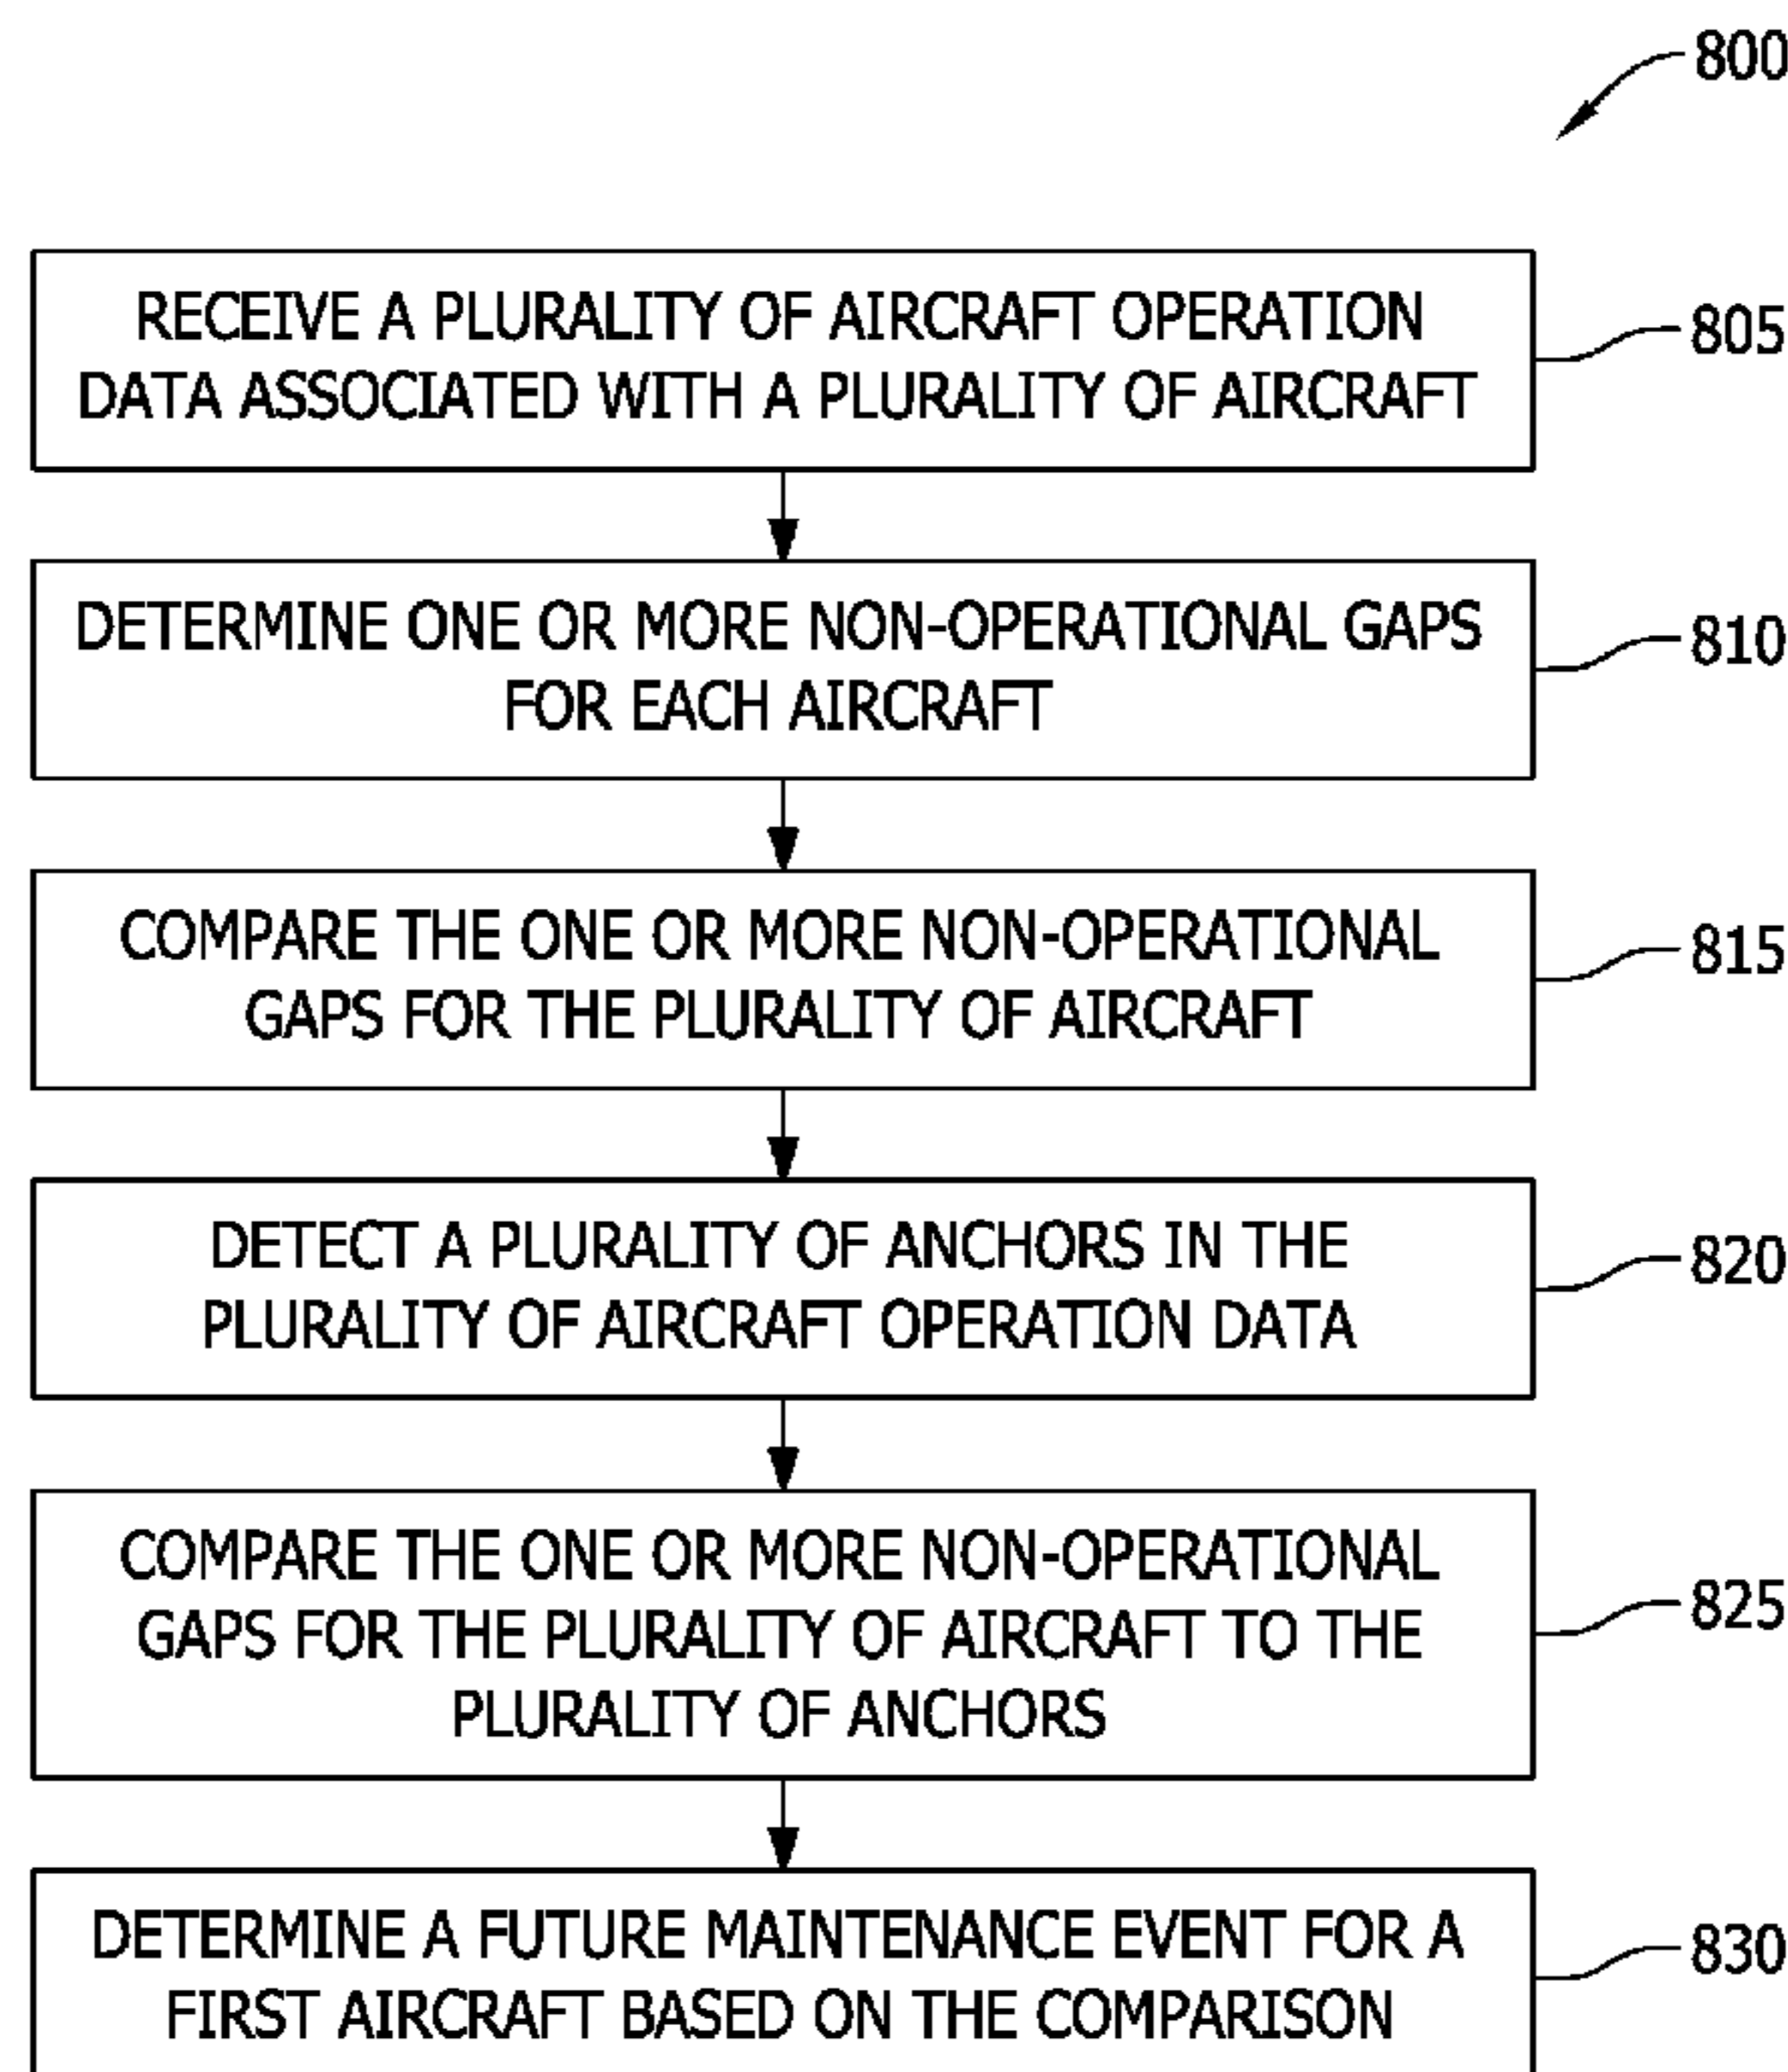 800
RECEIVE A PLURALITY OF AIRCRAFT OPERATION
DATA ASSOCIATED WITH A PLURALITY OF AIRCRAFT
805
DETERMINE ONE OR MORE NON-OPERATIONAL GAPS
FOR EACH AIRCRAFT
810
COMPARE THE ONE OR MORE NON-OPERATIONAL
GAPS FOR THE PLURALITY OF AIRCRAFT
815
DETECT A PLURALITY OF ANCHORS IN THE
PLURALITY OF AIRCRAFT OPERATION DATA
820
COMPARE THE ONE OR MORE NON-OPERATIONAL
GAPS FOR THE PLURALITY OF AIRCRAFT TO THE
PLURALITY OF ANCHORS
825
DETERMINE A FUTURE MAINTENANCE EVENT FOR A
FIRST AIRCRAFT BASED ON THE COMPARISON
830